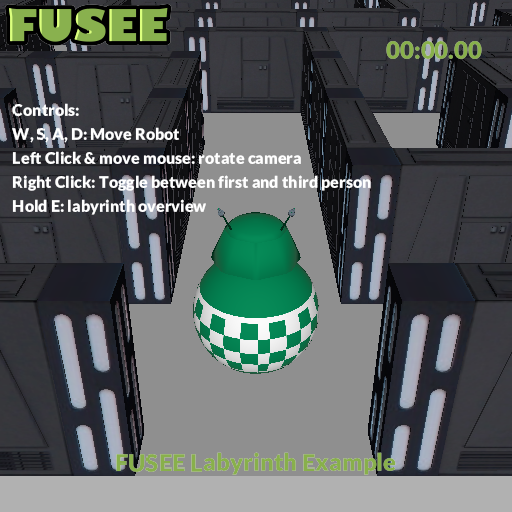 FUSEE
00:00.00
Controls:
W, S, A, D: Move Robot
Left Click & move mouse: rotate camera
Right Click: Toggle between first and third person
Hold E: labyrinth overview
FUSEE Labyrinth Example